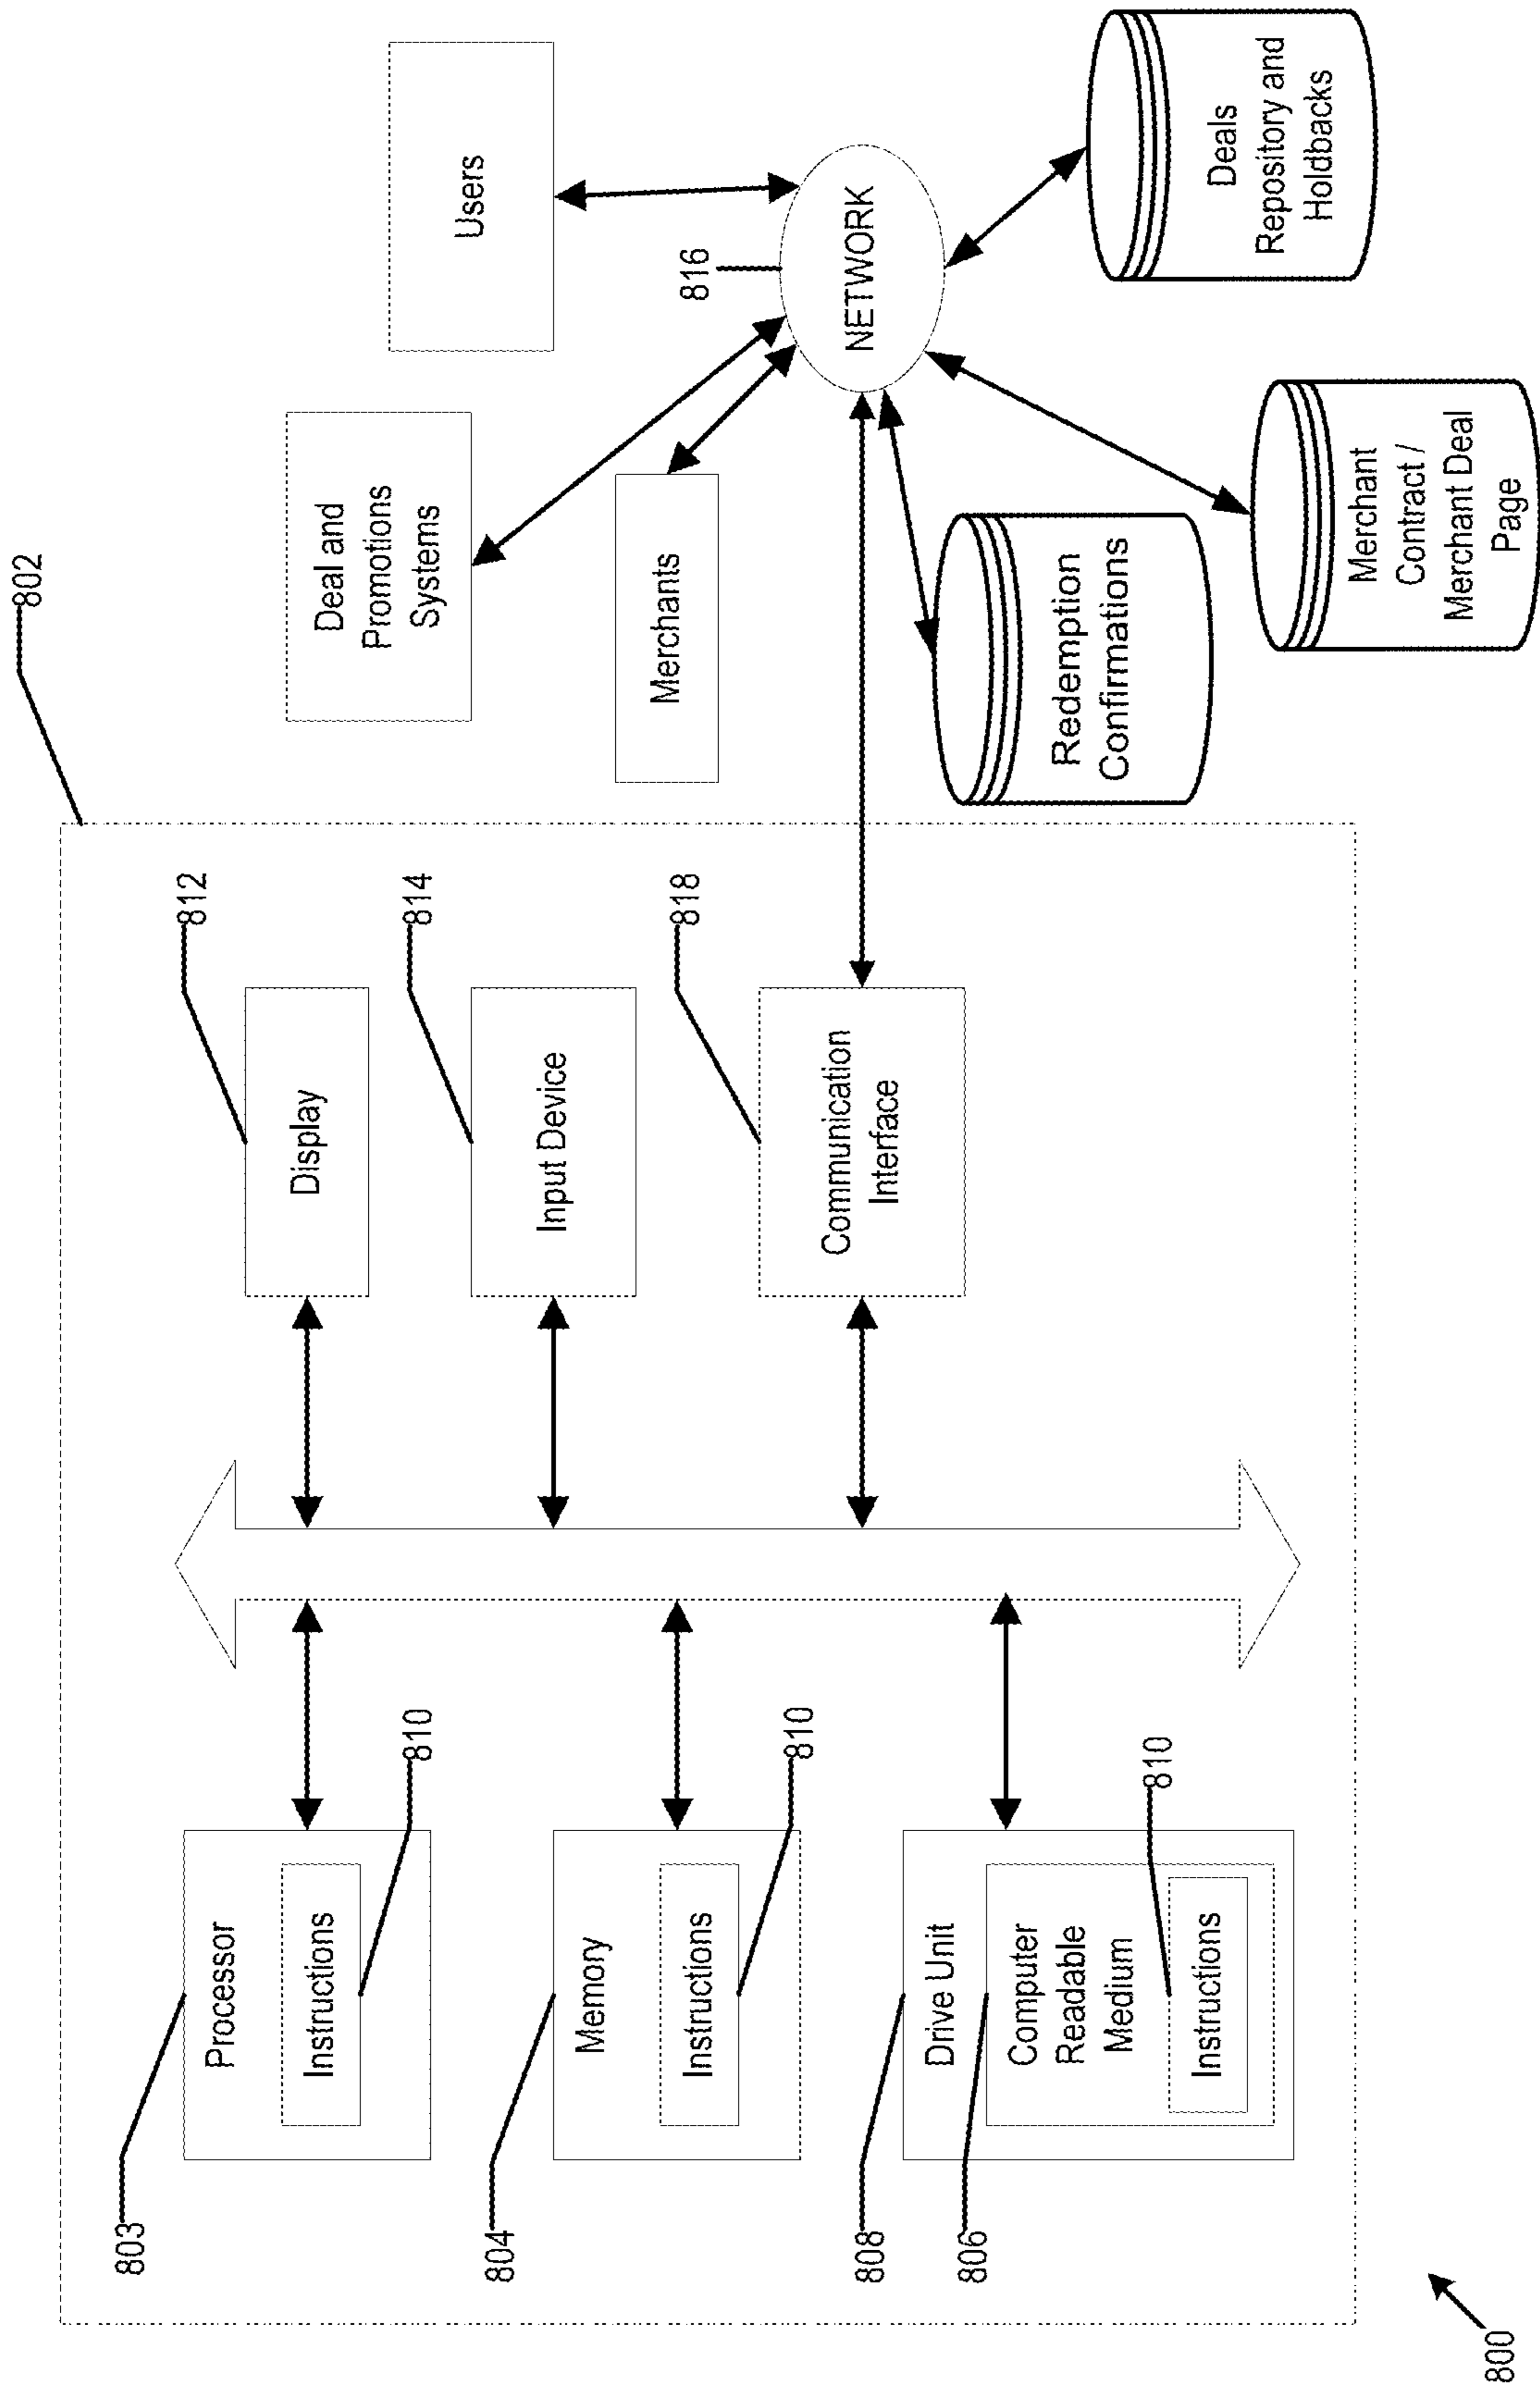 802
803
Processor
Instructions
810
804
Memory
Instructions
810
808
Drive Unit
806
Computer
Readable
Medium
810
Instructions
812
Display
814
Input Device
818
Communication
Interface
Deal and
Promotions
Systems
Users
Merchants
816
NETWORK
Redemption
Confirmations
Merchant
Contract /
Merchant Deal
Page
Deals
Repository and
Holdbacks
800